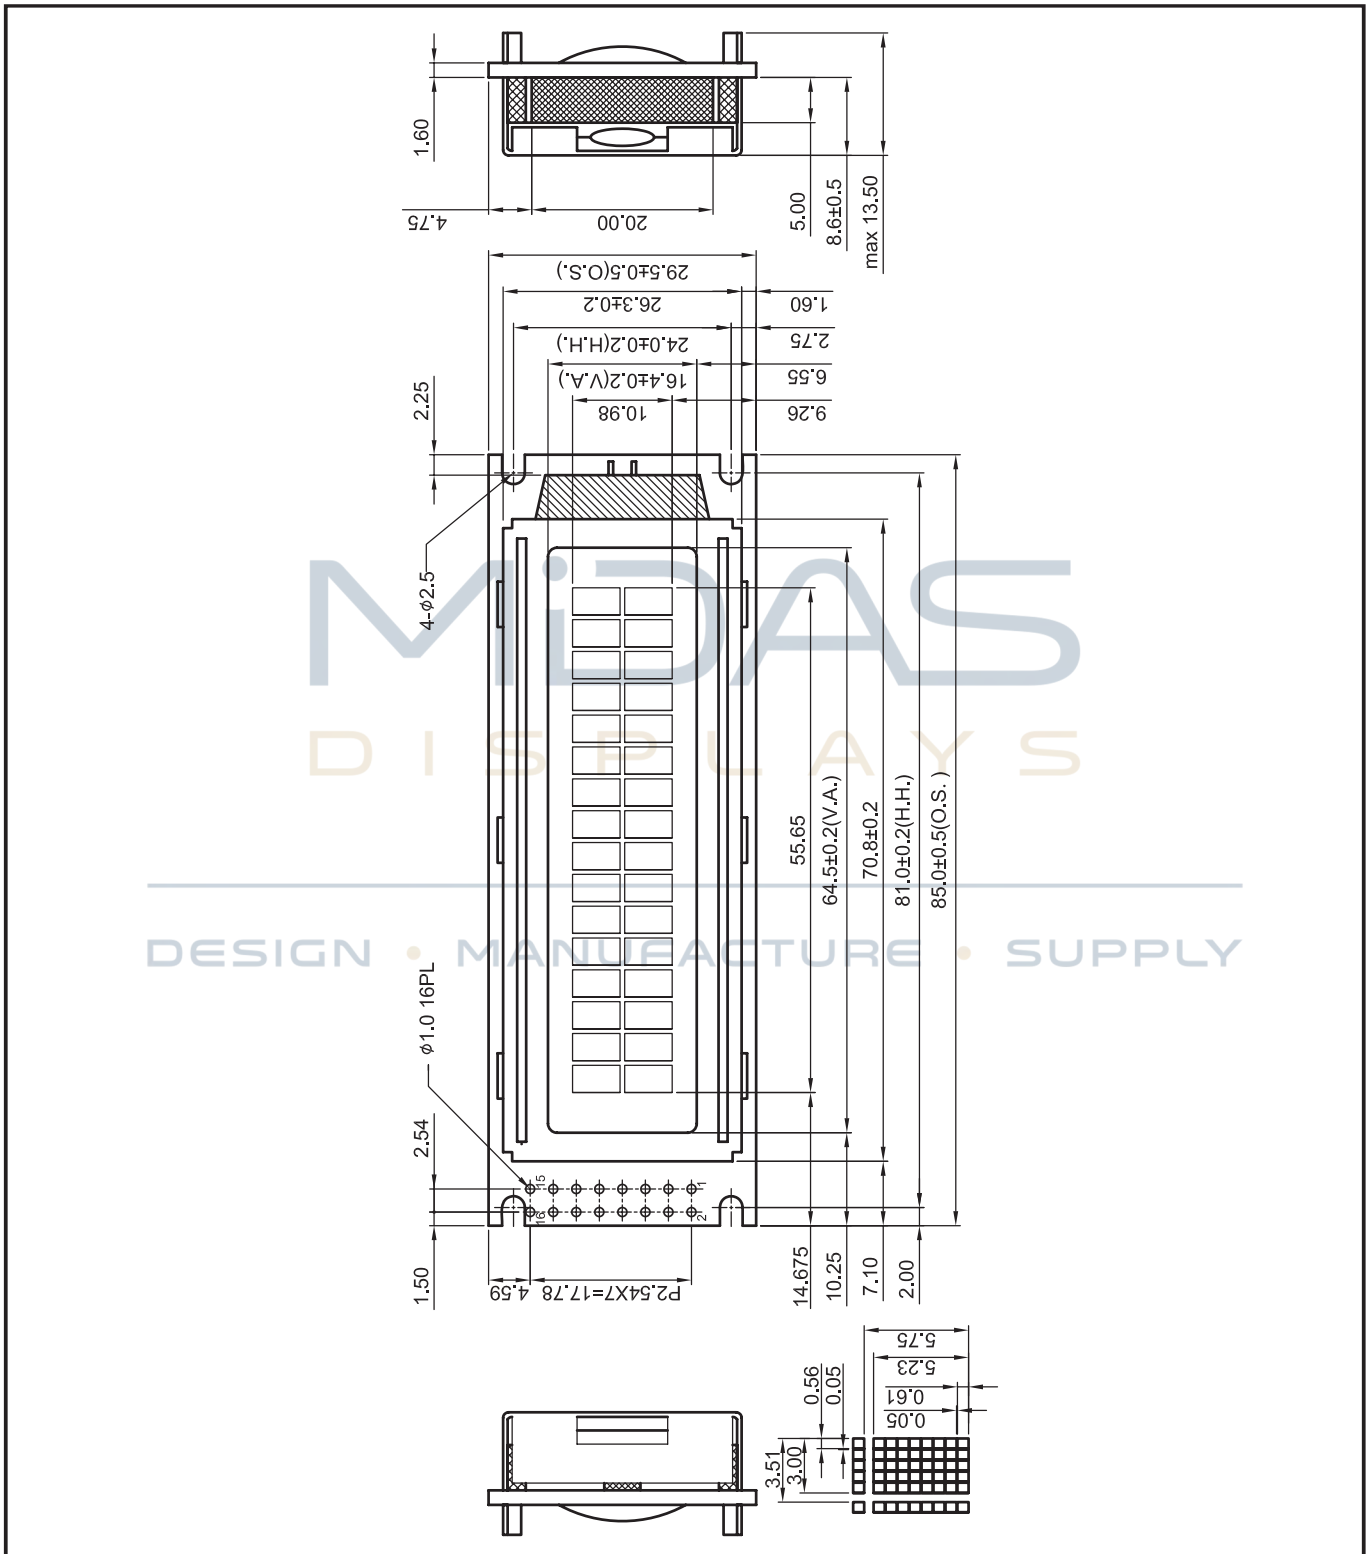 1.60
4.75
20.00
5.00
8.6±0.5
max 13.50
29.5±0.5(O.S.)
26.3±0.2
1.60
24.0±0.2(H.H.)
2.75
16.4±0.2(V.A.)
6.55
10.98
9.26
2.25
4-ϕ2.5
MiDAS
DISPLAYS
55.65
64.5±0.2(V.A.)
70.8±0.2
81.0±0.2(H.H.)
85.0±0.5(O.S. )
DESIGN • MANUFACTURE • SUPPLY
ϕ1.0 16PL
2.54
15
1
16
2
1.50
4.59
P2.54X7=17.78
14.675
10.25
7.10
2.00
5.75
5.23
0.61
0.05
0.56
0.05
3.51
3.00